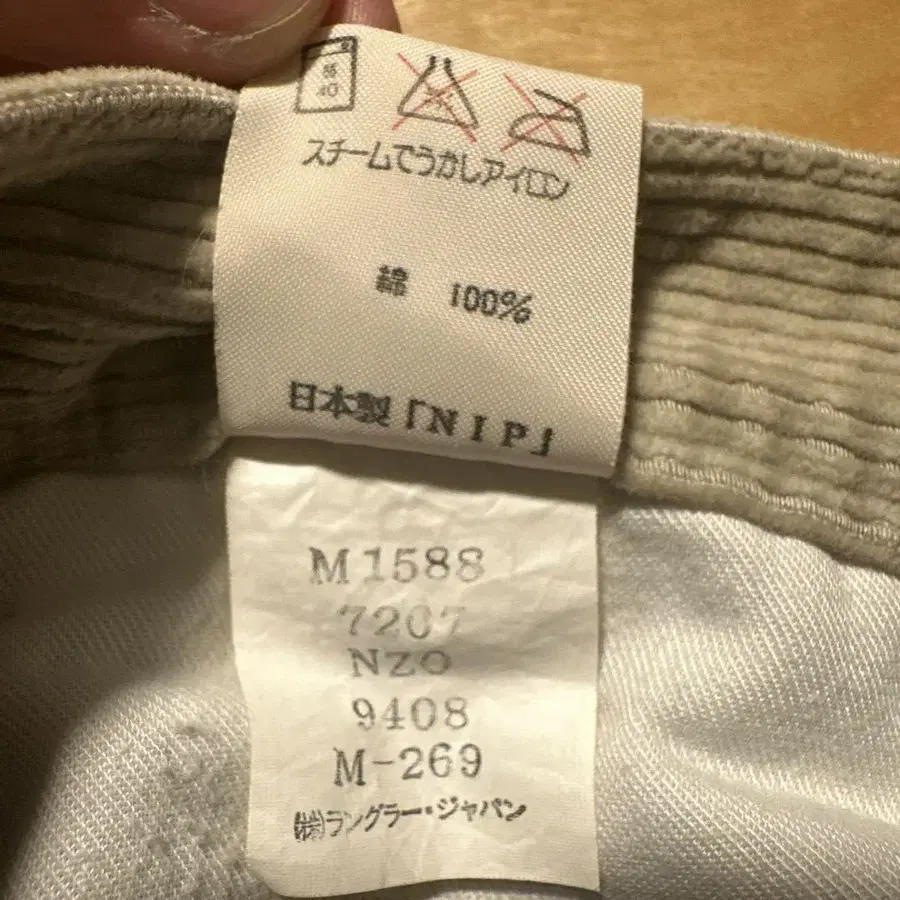 弱
40
スチームでうかしアイロン
綿 100%
日本製「NIP」
M1588
7207
NZO
9408
M-269
㈱ラングラー・ジャパン